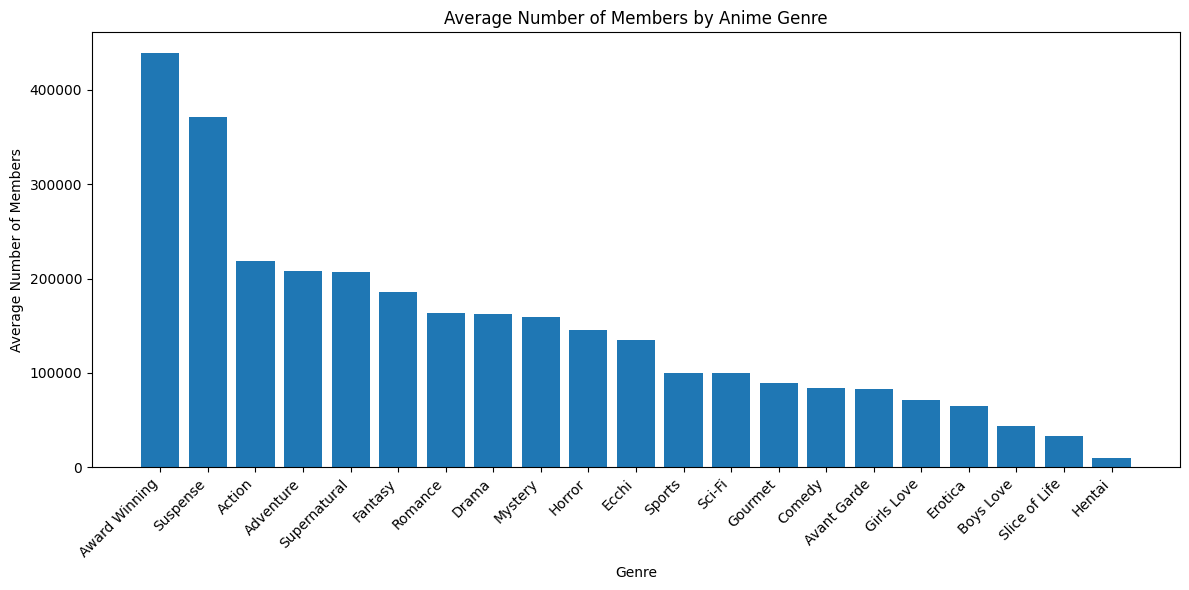 Average Number of Members by Anime Genre
Average Number of Members
400000
300000
200000
100000
0
Award Winning
Suspense
Action
Adventure
Supernatural
Fantasy
Romance
Drama
Mystery
Horror
Ecchi
Sports
Sci-Fi
Gourmet
Comedy
Avant Garde
Girls Love
Erotica
Boys Love
Slice of Life
Hentai
Genre